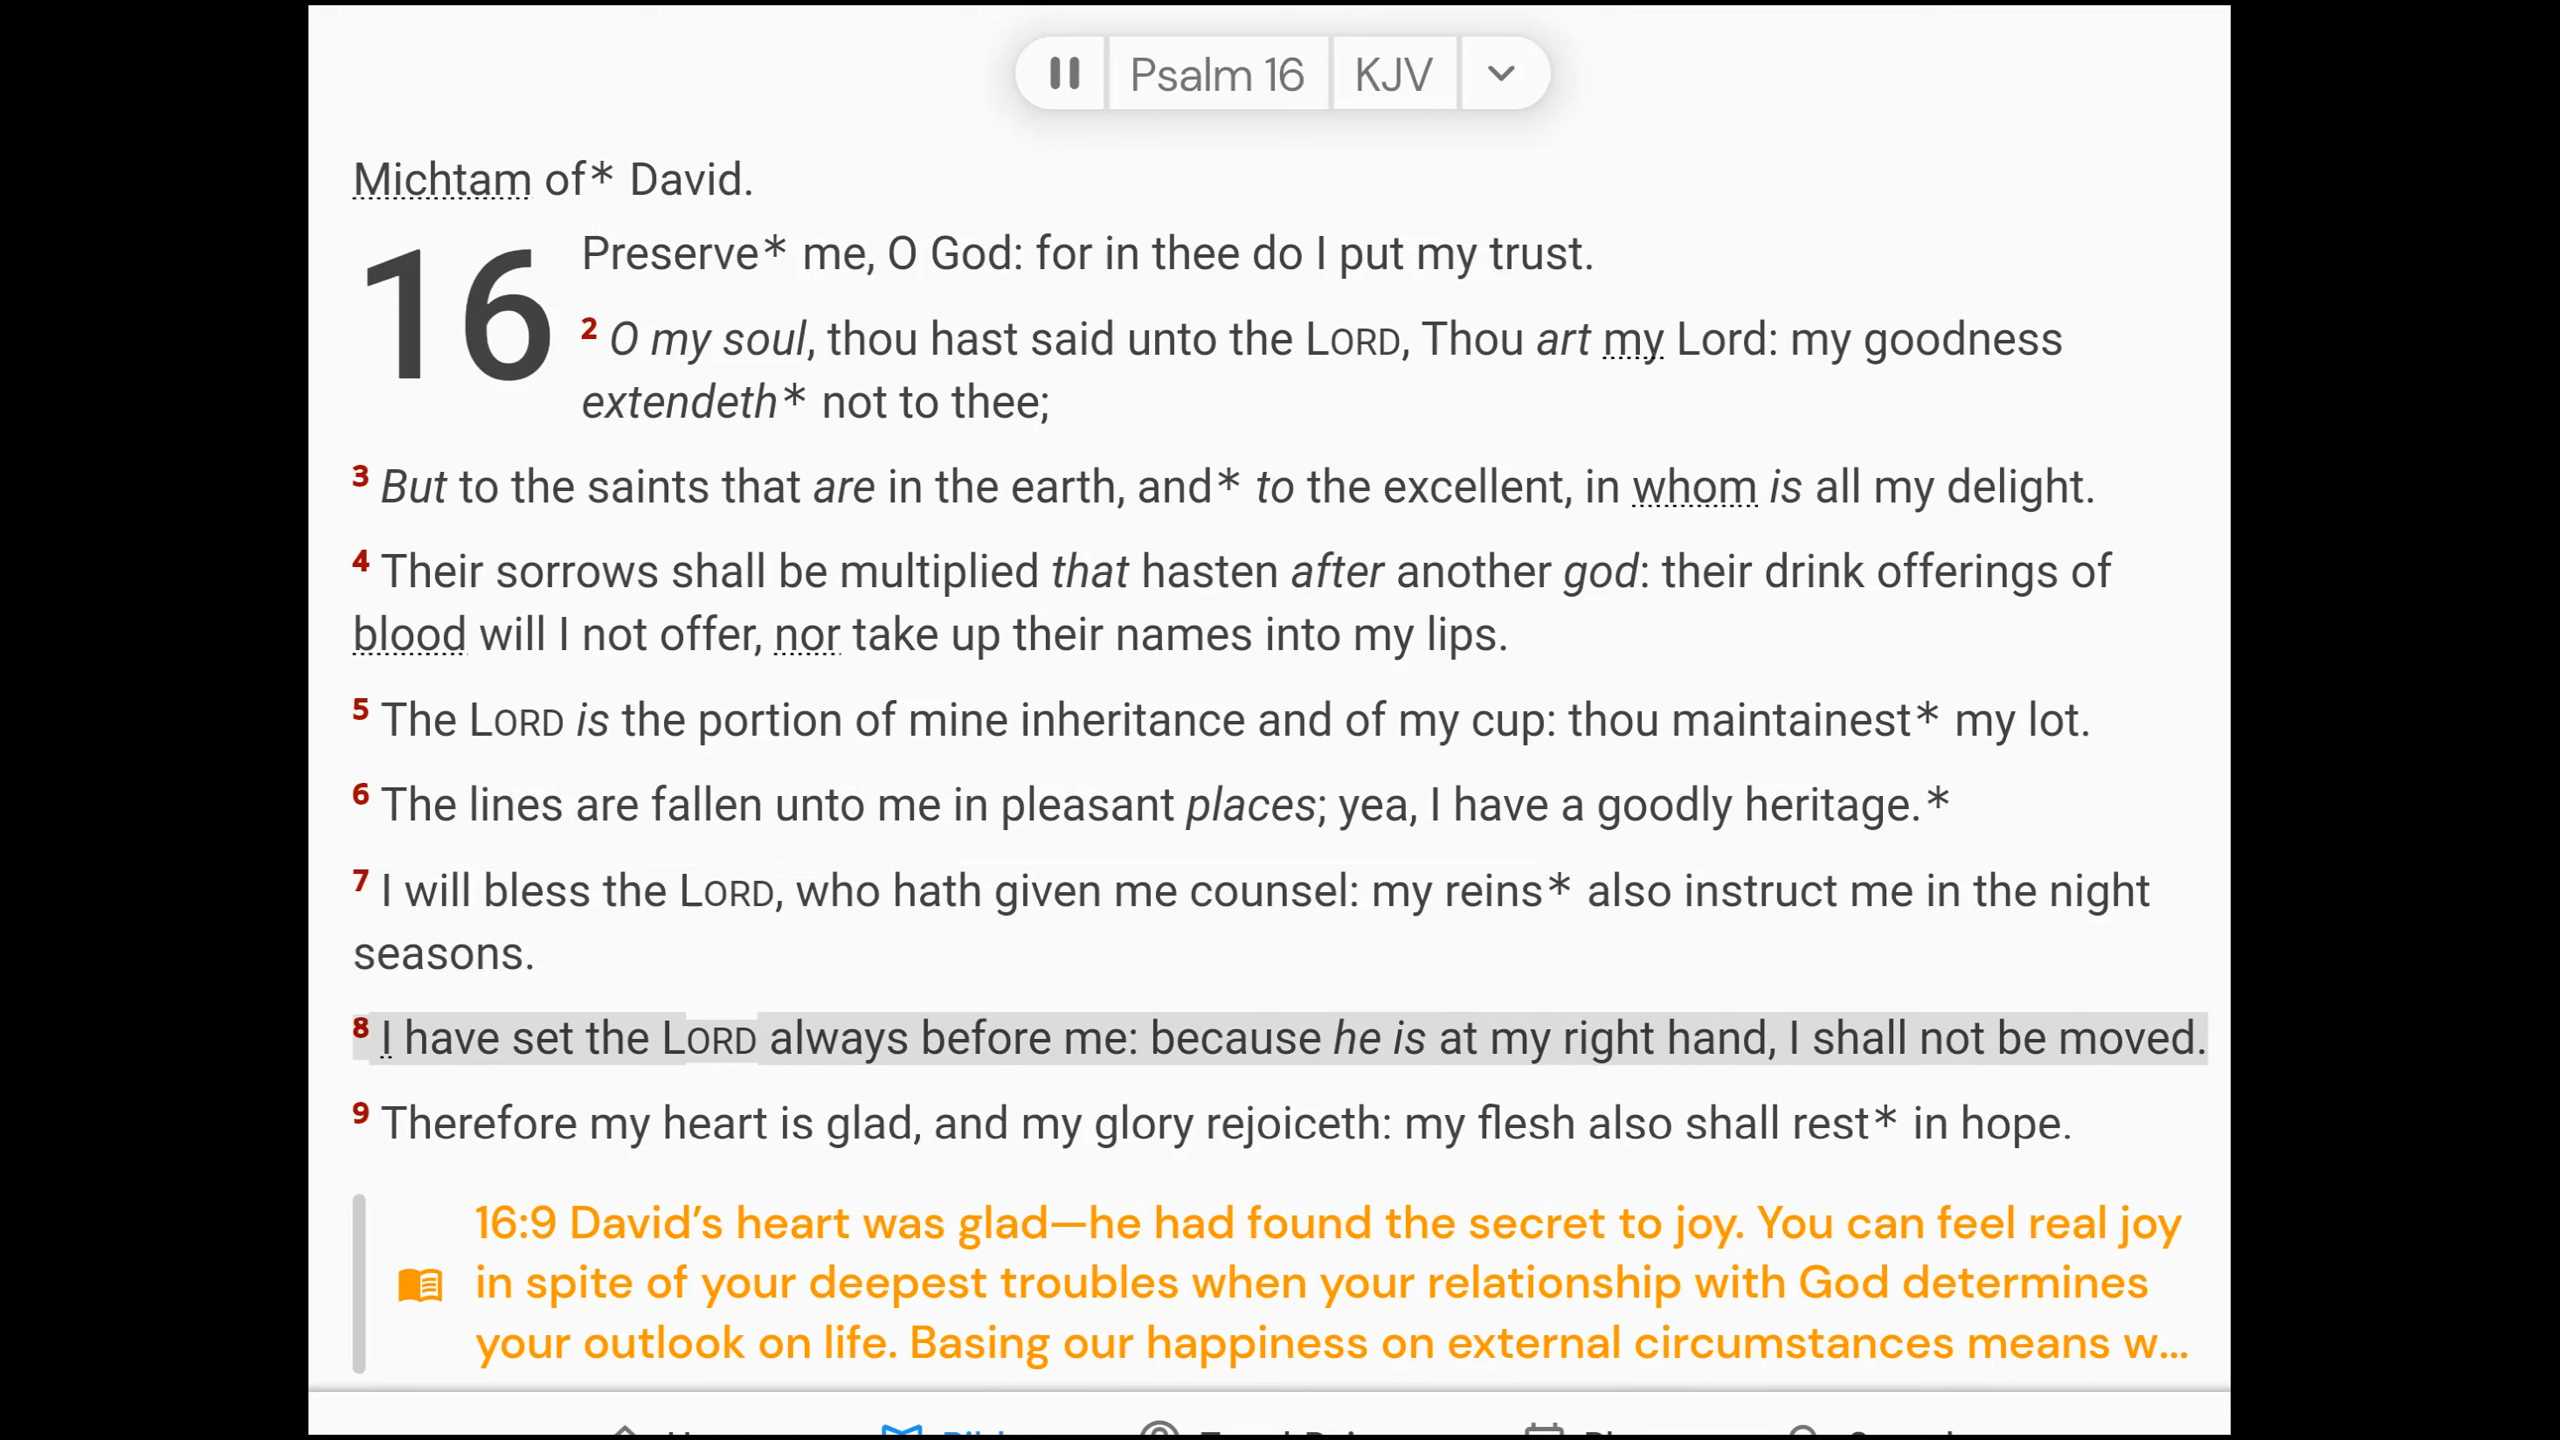 Psalm 16 KJV
Michtam of* David.
16 Preserve* me, O God: for in thee do I put my trust.
2 O my soul, thou hast said unto the LORD, Thou art my Lord: my goodness
extendeth* not to thee;
3 But to the saints that are in the earth, and* to the excellent, in whom is all my delight.
4 Their sorrows shall be multiplied that hasten after another god: their drink offerings of
blood will I not offer, nor take up their names into my lips.
5 The LORD is the portion of mine inheritance and of my cup: thou maintainest* my lot.
6 The lines are fallen unto me in pleasant places; yea, I have a goodly heritage.*
7 I will bless the LORD, who hath given me counsel: my reins* also instruct me in the night
seasons.
8 I have set the LORD always before me: because he is at my right hand, I shall not be moved.
9 Therefore my heart is glad, and my glory rejoiceth: my flesh also shall rest* in hope.
16:9 David’s heart was glad—he had found the secret to joy. You can feel real joy
in spite of your deepest troubles when your relationship with God determines
your outlook on life. Basing our happiness on external circumstances means w...